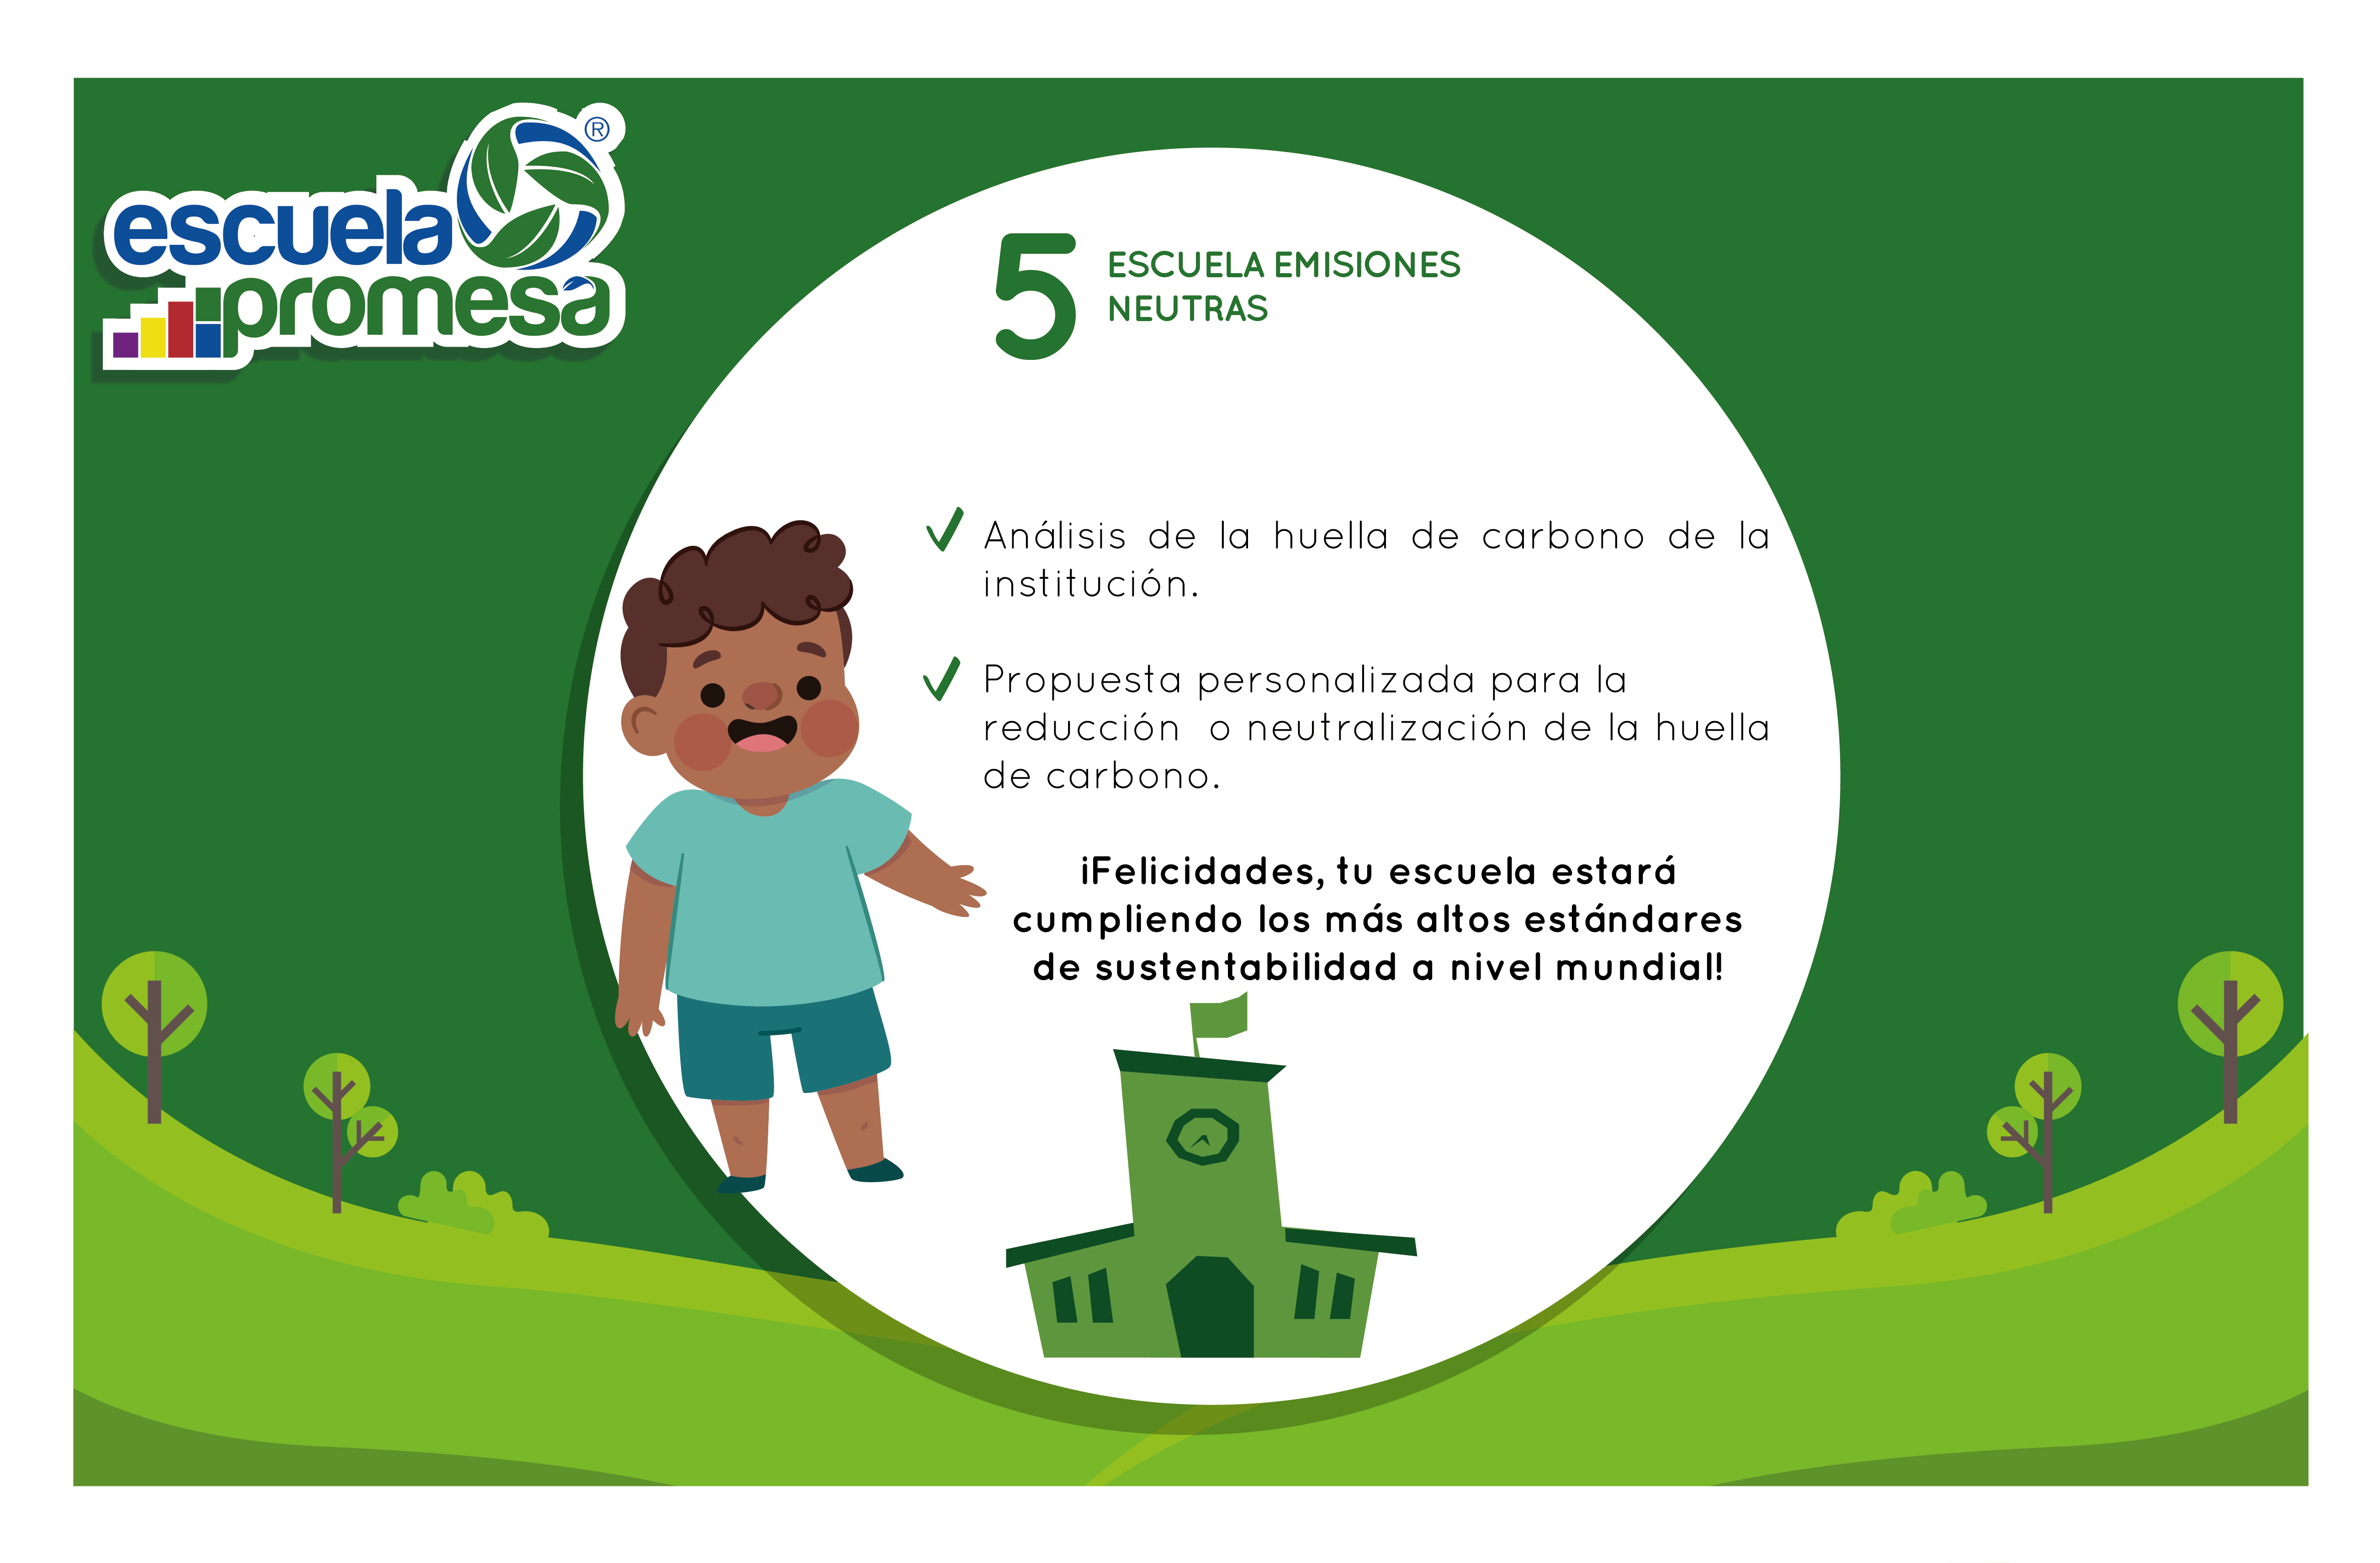 escuela
promesa
®
5
ESCUELA EMISIONES
NEUTRAS
Análisis de la huella de carbono de la
institución.
Propuesta personalizada para la
reducción o neutralización de la huella
de carbono.
¡Felicidades, tu escuela estará
cumpliendo los más altos estándares
de sustentabilidad a nivel mundial!